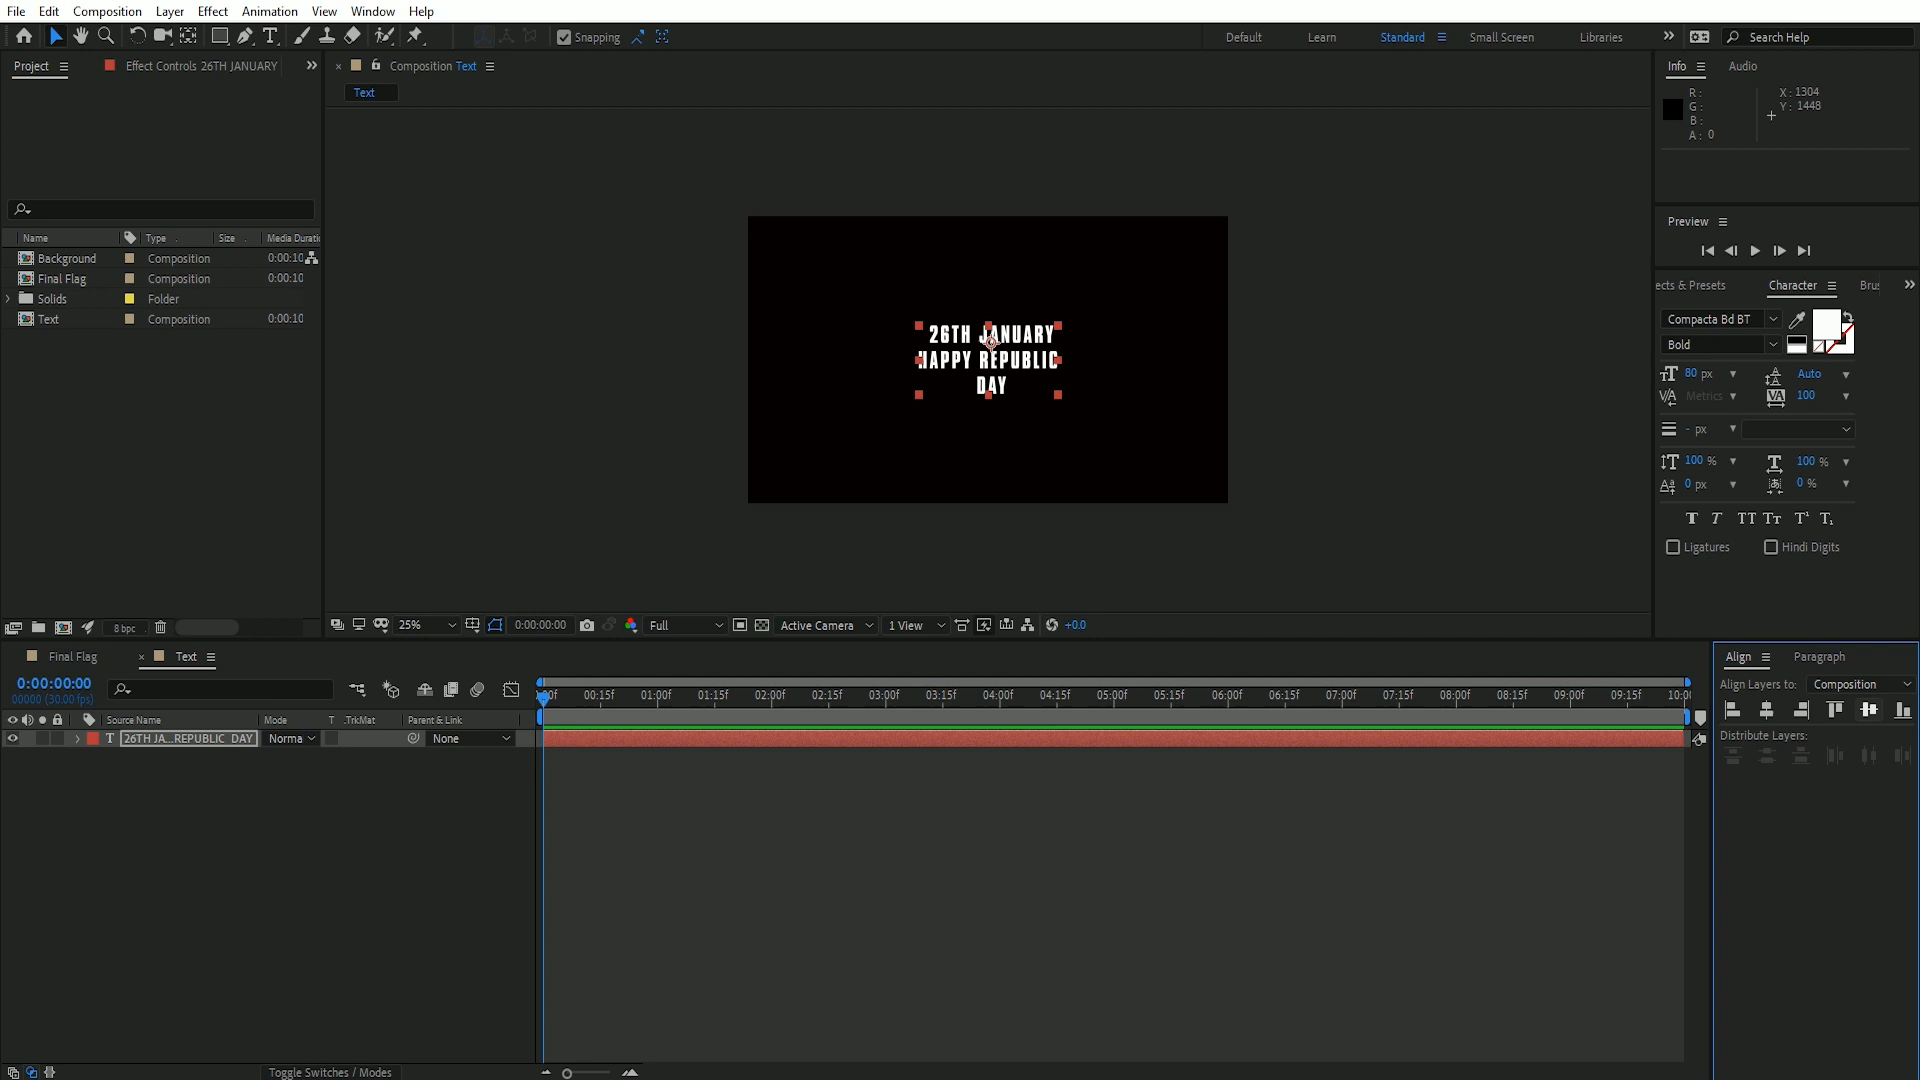 File Edit Composition Layer Effect Animation View Window Help
Snapping
Default Learn Standard Small Screen Libraries Search Help
Project Effect Controls 26TH JANUARY
Composition Text
Text
Info Audio
R :
G :
B :
A : 0
X : 1304
Y : 1448
Name Type Size Media Durati
Background Composition 0:00:10
Final Flag Composition 0:00:10
Solids Folder
Text Composition 0:00:10
26TH JANUARY
HAPPY REPUBLIC
DAY
Preview
ects & Presets Character Bru
Compacta Bd BT
Bold
80 px Auto
Metrics 100
- px
100 % 100 %
0 px 0 %
Ligatures Hindi Digits
8 bpc
25% 0:00:00:00 Full Active Camera 1 View +0.0
Final Flag Text
0:00:00:00
00000 (30.00 fps)
:00f 00:15f 01:00f 01:15f 02:00f 02:15f 03:00f 03:15f 04:00f 04:15f 05:00f 05:15f 06:00f 06:15f 07:00f 07:15f 08:00f 08:15f 09:00f 09:15f 10:0
Source Name Mode T .TrkMat Parent & Link
T 26TH JA...REPUBLIC DAY Norma None
Align Paragraph
Align Layers to: Composition
Distribute Layers:
Toggle Switches / Modes